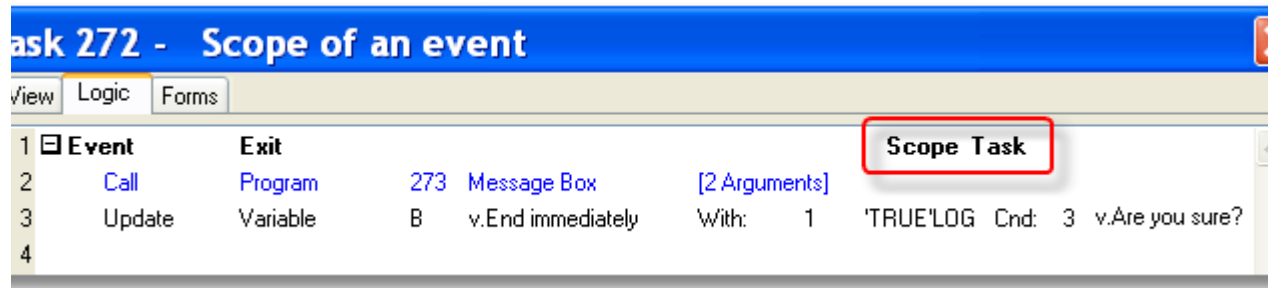 ask 272 - Scope of an event
View Logic Forms
1 Event Exit Scope Task
2 Call Program 273 Message Box [2 Arguments]
3 Update Variable B v.End immediately With: 1 'TRUE'LOG Cnd: 3 v.Are you sure?
4